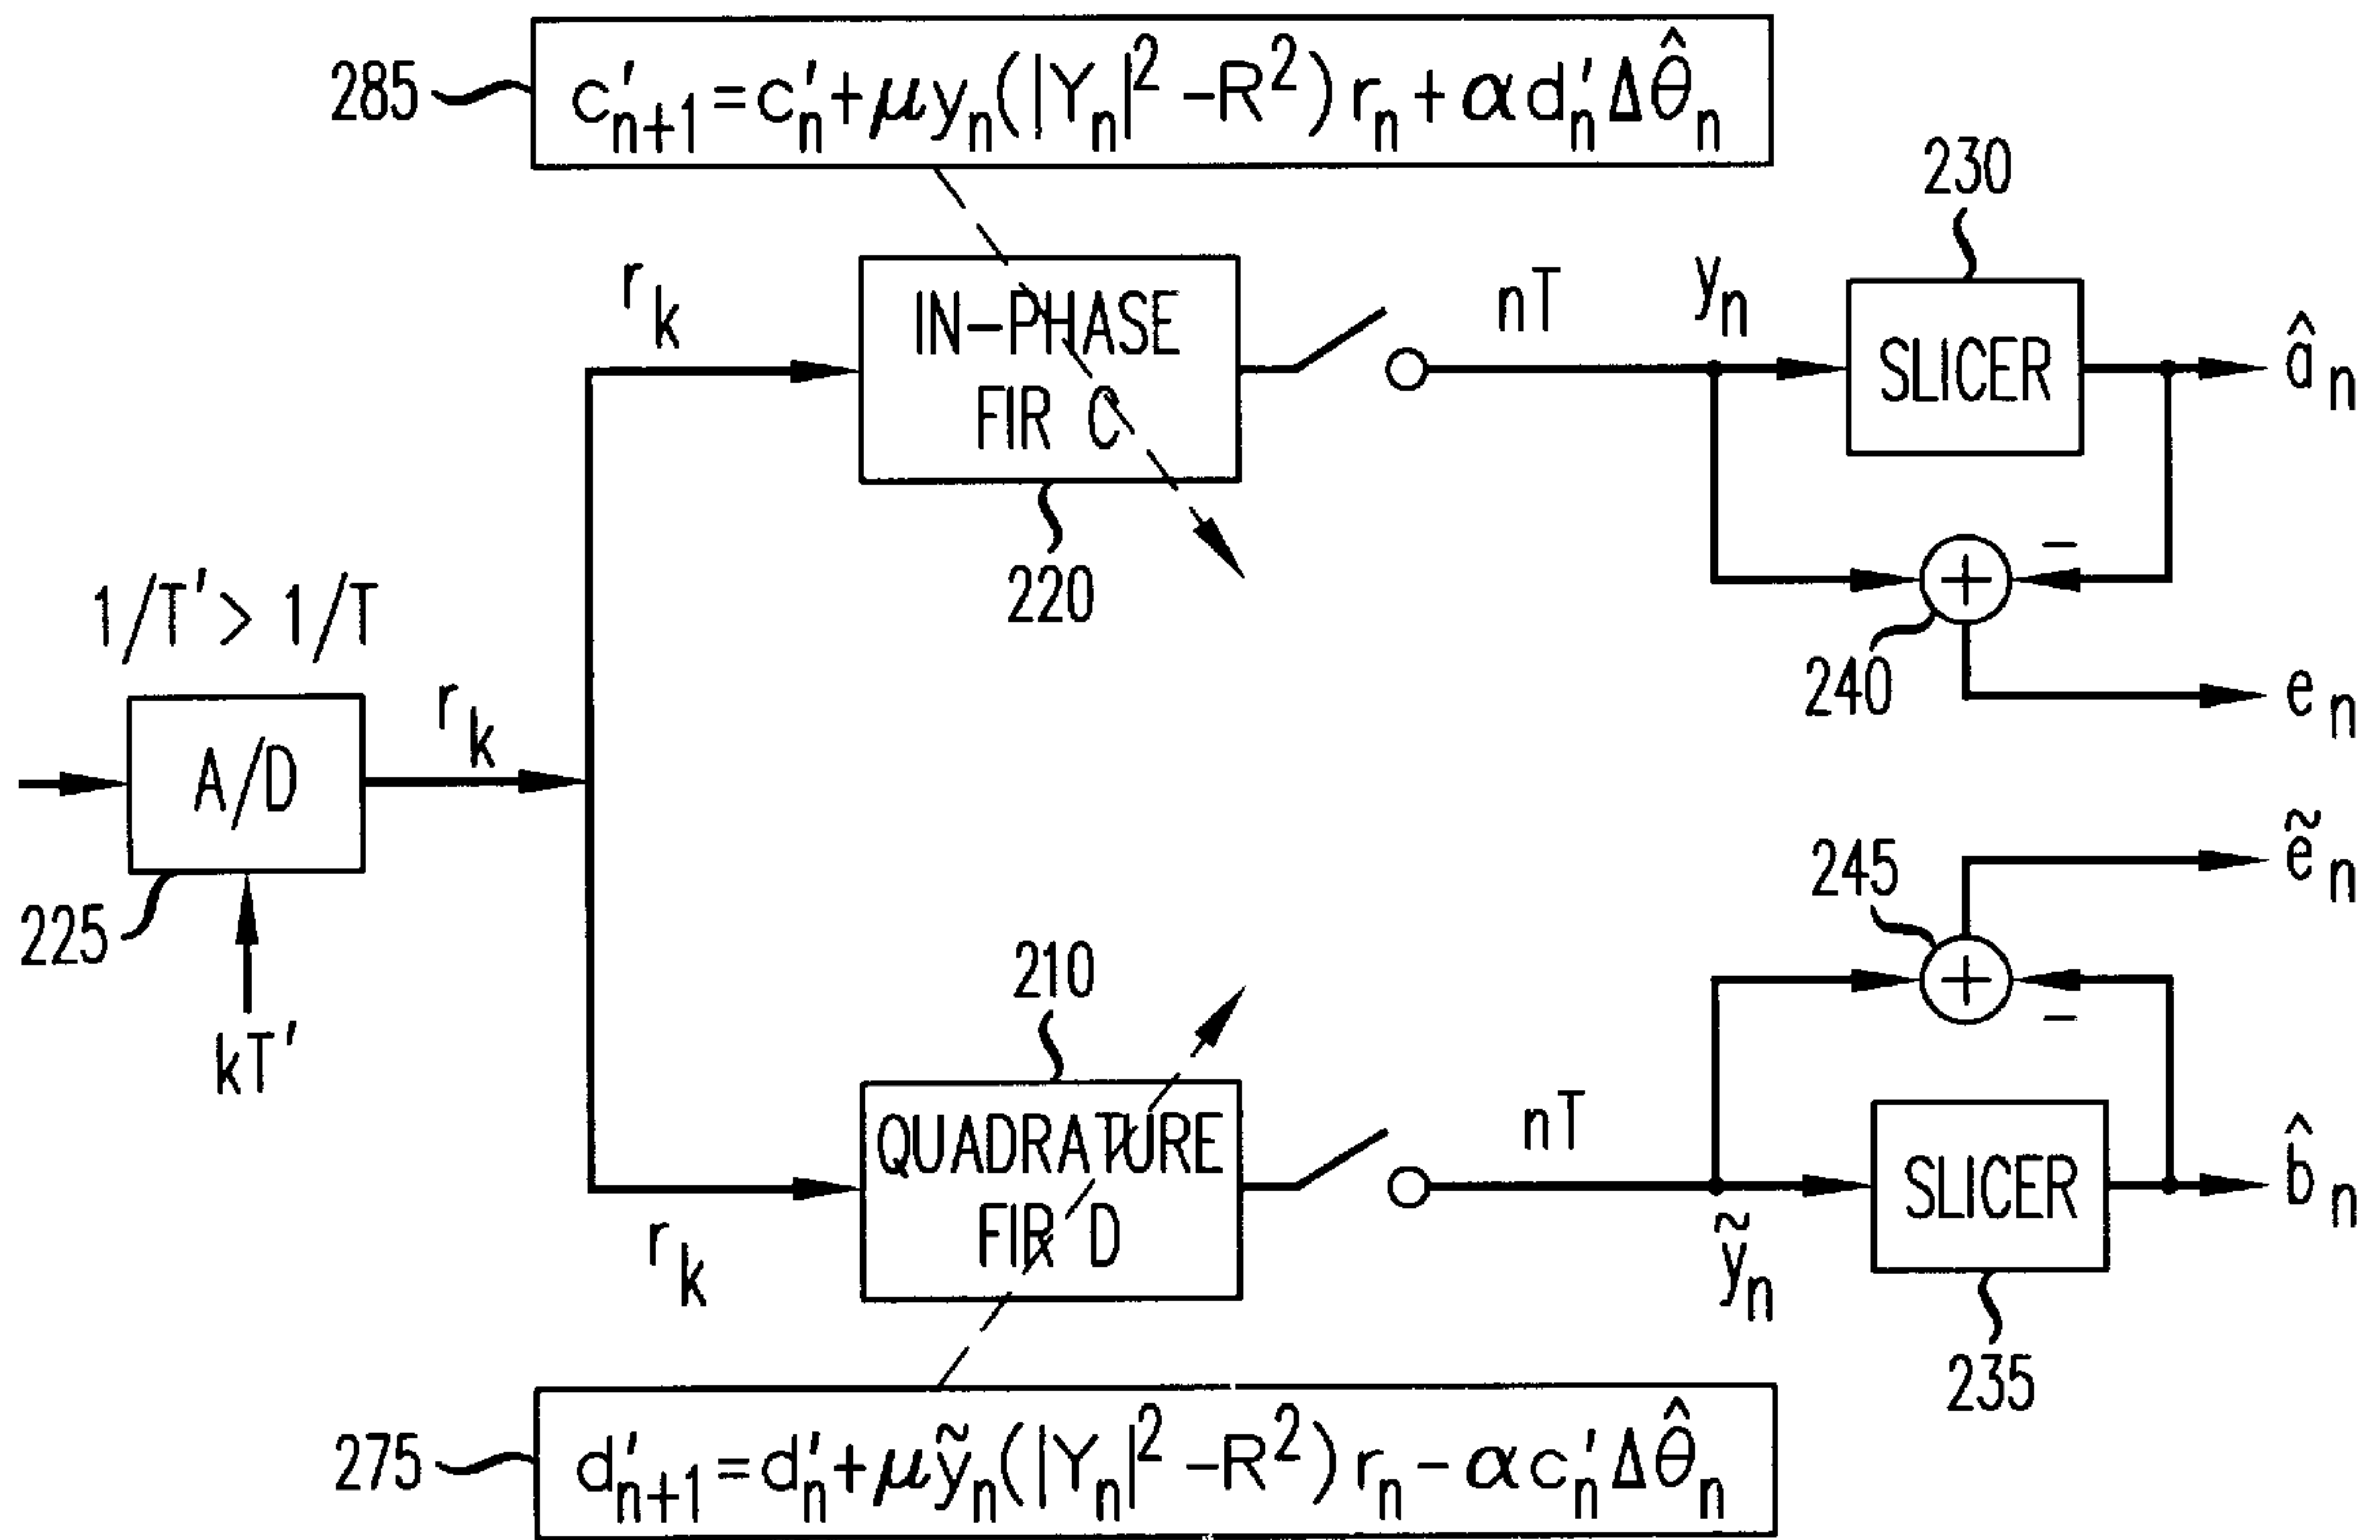 285
c′ₙ₊₁ = c′ₙ + μyₙ(|Yₙ|² – R²) rₙ + αd′ₙΔθ̂ₙ
230
rₖ
IN–PHASE
FIR C
nT
yₙ
SLICER
âₙ
220
–
+
240
eₙ
1/T′ > 1/T
rₖ
A/D
225
kT′
ẽₙ
245
+
–
210
rₖ
QUADRATURE
FIR D
nT
ỹₙ
SLICER
b̂ₙ
235
275
d′ₙ₊₁ = d′ₙ + μỹₙ(|Yₙ|² – R²) rₙ – αc′ₙΔθ̂ₙ